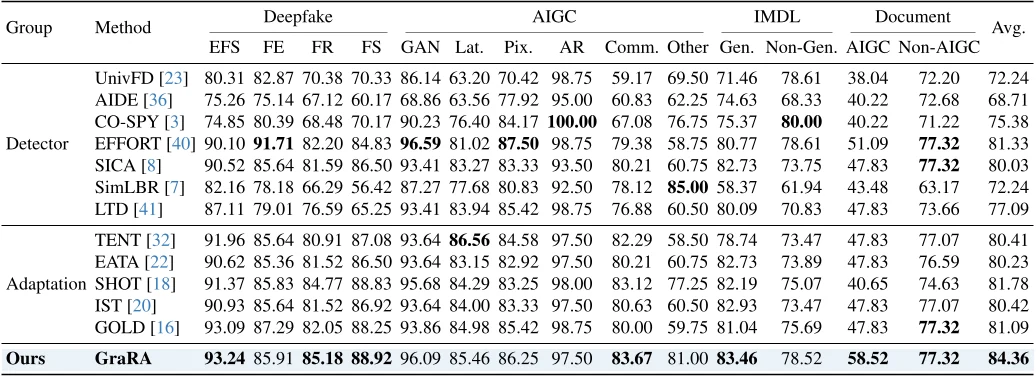 Group Method Deepfake AIGC IMDL Document Avg.
EFS FE FR FS GAN Lat. Pix. AR Comm. Other Gen. Non-Gen. AIGC Non-AIGC
UnivFD [23] 80.31 82.87 70.38 70.33 86.14 63.20 70.42 98.75 59.17 69.50 71.46 78.61 38.04 72.20 72.24
AIDE [36] 75.26 75.14 67.12 60.17 68.86 63.56 77.92 95.00 60.83 62.25 74.63 68.33 40.22 72.68 68.71
CO-SPY [3] 74.85 80.39 68.48 70.17 90.23 76.40 84.17 100.00 67.08 76.75 75.37 80.00 40.22 71.22 75.38
Detector EFFORT [40] 90.10 91.71 82.20 84.83 96.59 81.02 87.50 98.75 79.38 58.75 80.77 78.61 51.09 77.32 81.33
SICA [8] 90.52 85.64 81.59 86.50 93.41 83.27 83.33 93.50 80.21 60.75 82.73 73.75 47.83 77.32 80.03
SimLBR [7] 82.16 78.18 66.29 56.42 87.27 77.68 80.83 92.50 78.12 85.00 58.37 61.94 43.48 63.17 72.24
LTD [41] 87.11 79.01 76.59 65.25 93.41 83.94 85.42 98.75 76.88 60.50 80.09 70.83 47.83 73.66 77.09
TENT [32] 91.96 85.64 80.91 87.08 93.64 86.56 84.58 97.50 82.29 58.50 78.74 73.47 47.83 77.07 80.41
EATA [22] 90.62 85.36 81.52 86.50 93.64 83.15 82.92 97.50 80.21 60.75 82.73 73.89 47.83 76.59 80.23
Adaptation SHOT [18] 91.37 85.83 84.77 88.83 95.68 84.29 83.25 98.00 83.12 77.25 82.19 75.07 40.65 74.63 81.78
IST [20] 90.93 85.64 81.52 86.92 93.64 84.00 83.33 97.50 80.63 60.50 82.93 73.47 47.83 77.07 80.42
GOLD [16] 93.09 87.29 82.05 88.25 93.86 84.98 85.42 98.75 80.00 59.75 81.04 75.69 47.83 77.32 81.09
Ours GraRA 93.24 85.91 85.18 88.92 96.09 85.46 86.25 97.50 83.67 81.00 83.46 78.52 58.52 77.32 84.36